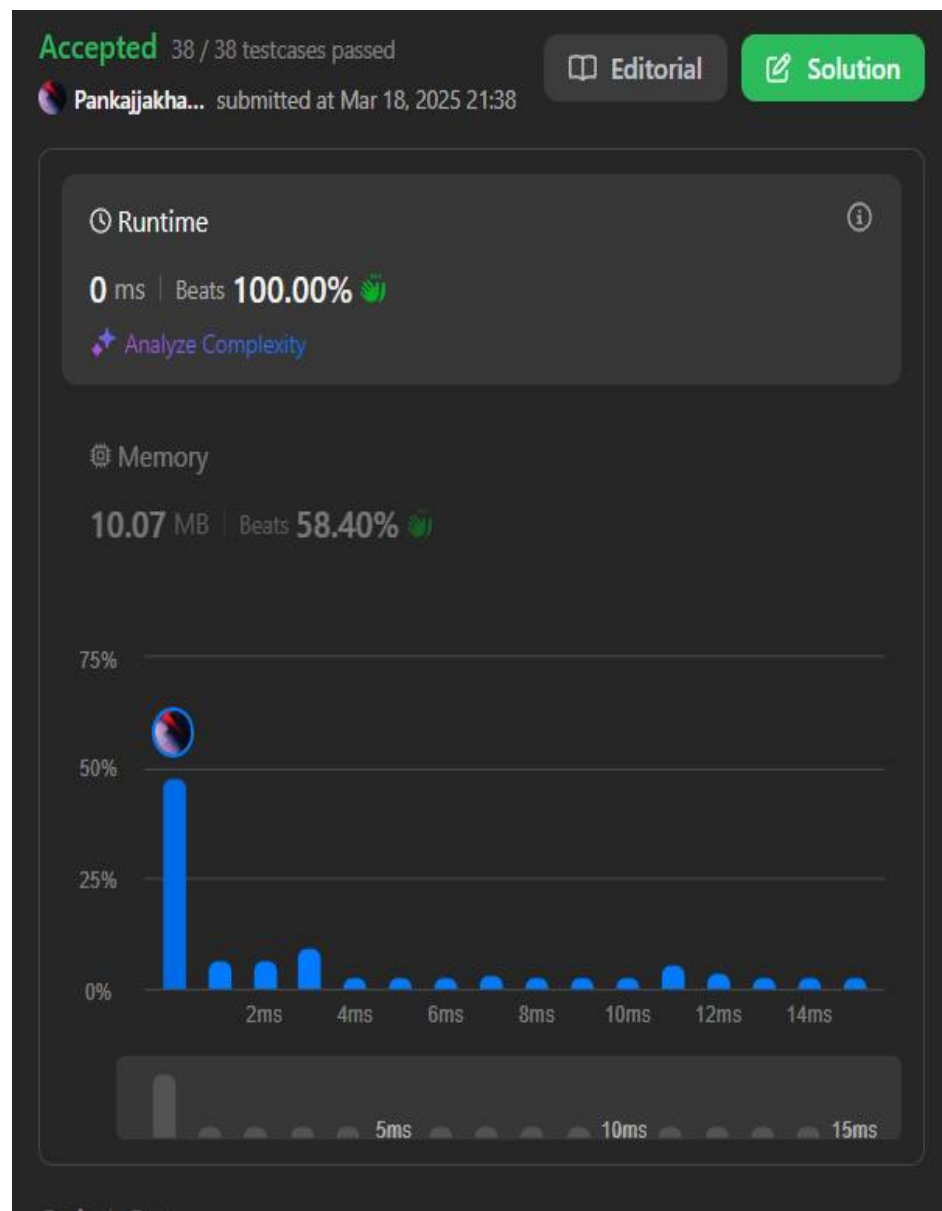 Accepted 38 / 38 testcases passed
Editorial
Solution
Pankajjakha... submitted at Mar 18, 2025 21:38
Runtime
0 ms | Beats 100.00%
Analyze Complexity
Memory
10.07 MB | Beats 58.40%
75%
50%
25%
0%
2ms 4ms 6ms 8ms 10ms 12ms 14ms
5ms 10ms 15ms